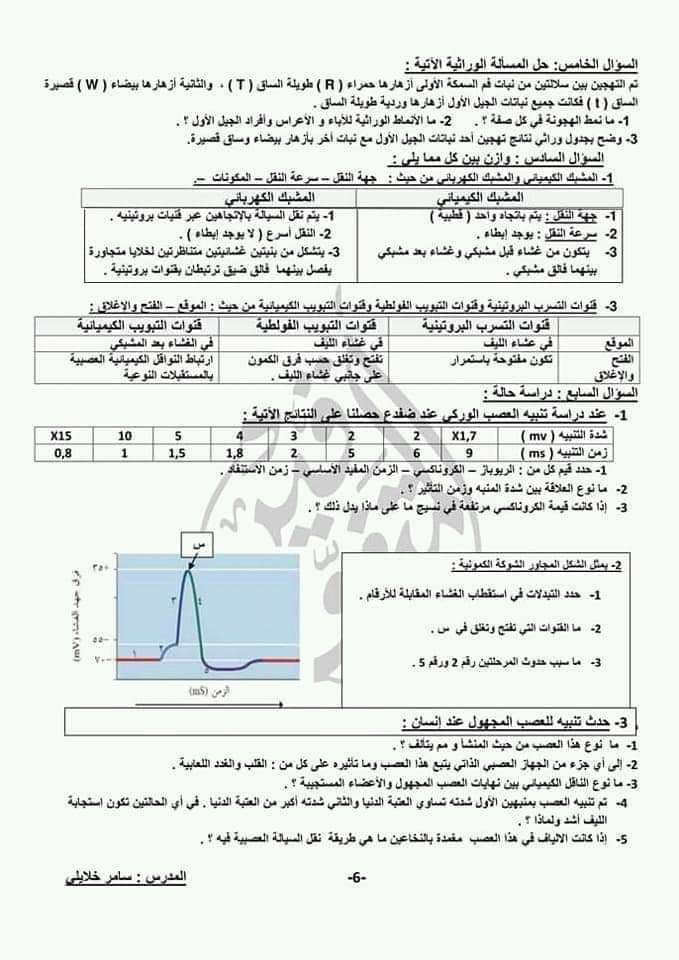 السؤال الخامس: حل المسألة الوراثية الآتية :
تم التهجين بين سلالتين من نبات فم السمكة الأولى أزهارها حمراء ( R ) طويلة الساق ( T ) ، والثانية أزهارها بيضاء ( W ) قصيرة
الساق ( t ) فكانت جميع نباتات الجيل الأول أزهارها وردية طويلة الساق .
1- ما نمط الهجونة في كل صفة ؟ . 2- ما الأنماط الوراثية للأباء و الأعراس وأفراد الجيل الأول ؟ .
3- وضح بجدول وراثي نتائج تهجين أحد نباتات الجيل الأول مع نبات آخر بأزهار بيضاء وساق قصيرة.
السؤال السادس : وازن بين كل مما يلي :
1- المشبك الكيميائي والمشبك الكهربائي من حيث : جهة النقل – سرعة النقل – المكونات –.
المشبك الكيميائي المشبك الكهربائي
1- جهة النقل : يتم باتجاه واحد ( قطبية ) 1- يتم نقل السيالة بالإتجاهين عبر قنيات بروتينيه .
2- سرعة النقل : يوجد إبطاء . 2- النقل أسرع ( لا يوجد إبطاء ) .
3- يتكون من غشاء قبل مشبكي وغشاء بعد مشبكي 3- يتشكل من بنيتين غشائيتين متناظرتين لخلايا متجاورة
بينهما فالق مشبكي . يفصل بينهما فالق ضيق ترتبطان بقنوات بروتينية .
3- قنوات التسرب البروتينية وقنوات التبويب الفولطية وقنوات التبويب الكيميائية من حيث : الموقع – الفتح والإغلاق :
قنوات التسرب البروتينية قنوات التبويب الفولطية قنوات التبويب الكيميائية
الموقع في غشاء الليف في غشاء الليف في الغشاء بعد المشبكي
الفتح تكون مفتوحة باستمرار تفتح وتغلق حسب فرق الكمون ارتباط النواقل الكيميائية العصبية
والإغلاق على جانبي غشاء الليف . بالمستقبلات النوعية
السؤال السابع : دراسة حالة :
1- عند دراسة تنبيه العصب الوركي عند ضفدع حصلنا على النتائج الآتية :
شدة التنبيه ( mv ) X1,7 2 2 3 4 5 10 X15
زمن التنبيه ( ms ) 9 6 5 2 1,8 1,5 1 0,8
1- حدد قيم كل من : الريوباز – الكروناكسي – الزمن المفيد الأساسي – زمن الاستنفاد .
2- ما نوع العلاقة بين شدة المنبه وزمن التأثير ؟ .
3- إذا كانت قيمة الكروناكسي مرتفعة في نسيج ما على ماذا يدل ذلك ؟ .
2- يمثل الشكل المجاور الشوكة الكمونية :
1- حدد التبدلات في استقطاب الغشاء المقابلة للأرقام .
2- ما القنوات التي تفتح وتغلق في س .
3- ما سبب حدوث المرحلتين رقم 2 ورقم 5 .
س
٣٥+
٥٥–
٧٠–
١ ٢ ٣ ٤ ٥
فرق جهد الغشاء (mV)
الزمن (mS)
3- حدث تنبيه للعصب المجهول عند إنسان :
1- ما نوع هذا العصب من حيث المنشأ و مم يتألف ؟ .
2- إلى أي جزء من الجهاز العصبي الذاتي يتبع هذا العصب وما تأثيره على كل من : القلب والغدد اللعابية .
3- ما نوع الناقل الكيميائي بين نهايات العصب المجهول والأعضاء المستجيبة ؟ .
4- تم تنبيه العصب بمنبهين الأول شدته تساوي العتبة الدنيا والثاني شدته أكبر من العتبة الدنيا . في أي الحالتين تكون استجابة
الليف أشد ولماذا ؟ .
5- إذا كانت الالياف في هذا العصب مغمدة بالنخاعين ما هي طريقة نقل السيالة العصبية فيه ؟ .
-6-
المدرس : سامر خلايلي